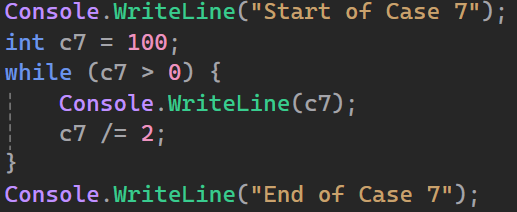 Console.WriteLine("Start of Case 7");
int c7 = 100;
while (c7 > 0) {
    Console.WriteLine(c7);
    c7 /= 2;
}
Console.WriteLine("End of Case 7");